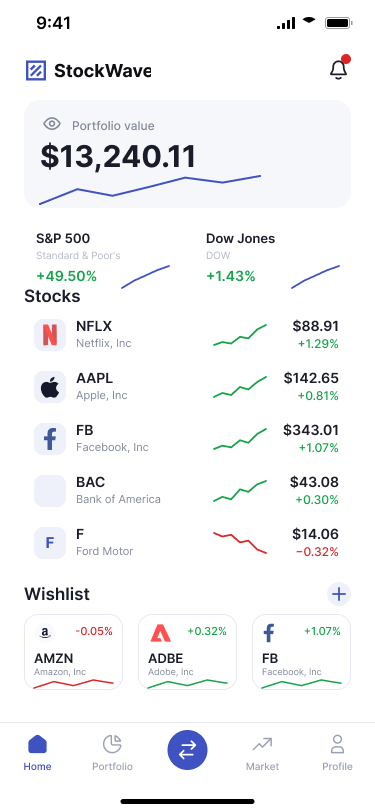 9:41
StockWave
Portfolio value
$13,240.11
S&P 500
Standard & Poor's
+49.50%
Dow Jones
DOW
+1.43%
Stocks
NFLX
Netflix, Inc
$88.91
+1.29%
AAPL
Apple, Inc
$142.65
+0.81%
FB
Facebook, Inc
$343.01
+1.07%
BAC
Bank of America
$43.08
+0.30%
F
F
Ford Motor
$14.06
−0.32%
Wishlist
a
-0.05%
AMZN
Amazon, Inc
+0.32%
ADBE
Adobe, Inc
+1.07%
FB
Facebook, Inc
Home
Portfolio
Market
Profile